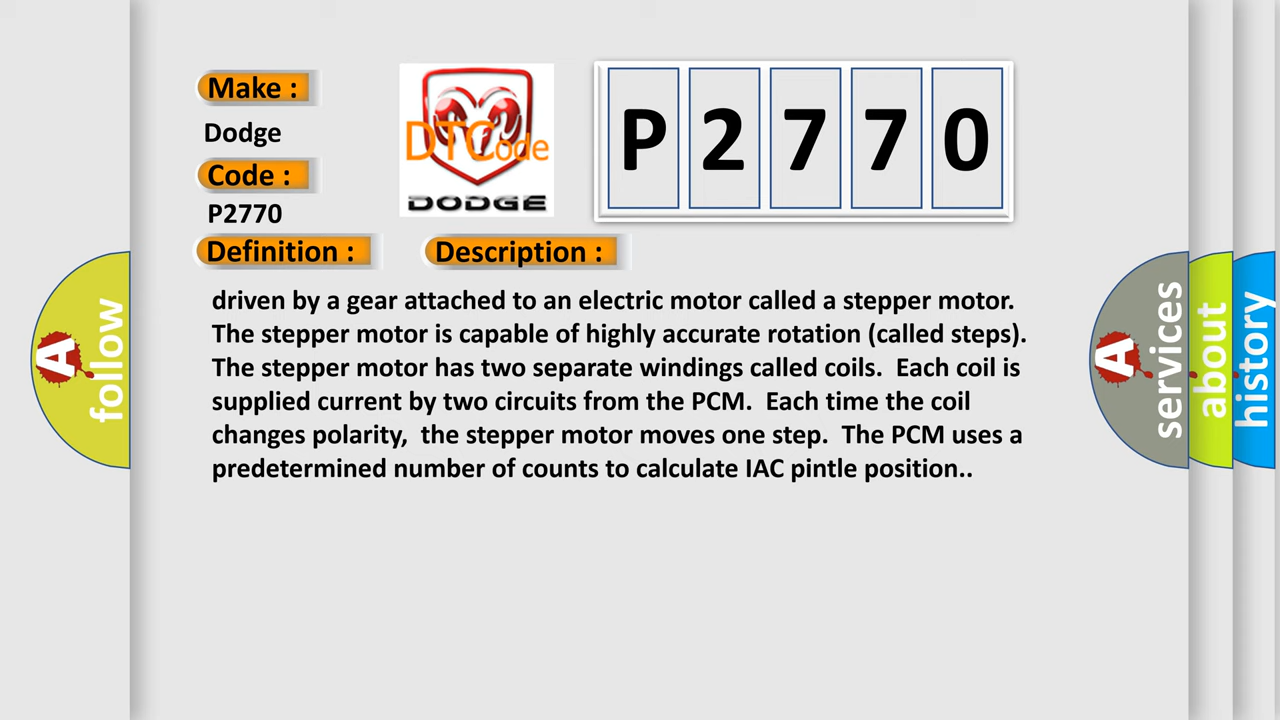 Make :
Dodge
Code :
P2770
DTCode
DODGE
P 2 7 7 0
Definition :
Description :
driven by a gear attached to an electric motor called a stepper motor.
The stepper motor is capable of highly accurate rotation (called steps).
The stepper motor has two separate windings called coils. Each coil is
supplied current by two circuits from the PCM. Each time the coil
changes polarity, the stepper motor moves one step. The PCM uses a
predetermined number of counts to calculate IAC pintle position..
A
follow
A
services
about
history